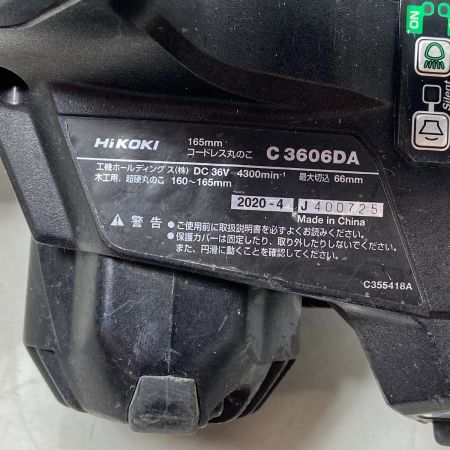 ON
Silent
HiKOKI 165mm コードレス丸のこ C 3606DA
工機ホールディングス(株) DC 36V 4300min⁻¹ 最大切込 66mm
木工用、超硬丸のこ 160〜165mm
2020-4 J 400725
Made in China
⚠ 警告 ●ご使用前に取扱説明書を必ずよくお読みください。
●保護カバーは固定したり、取り外したりしないでください。
また、円滑に動くことを確認してください。
C355418A